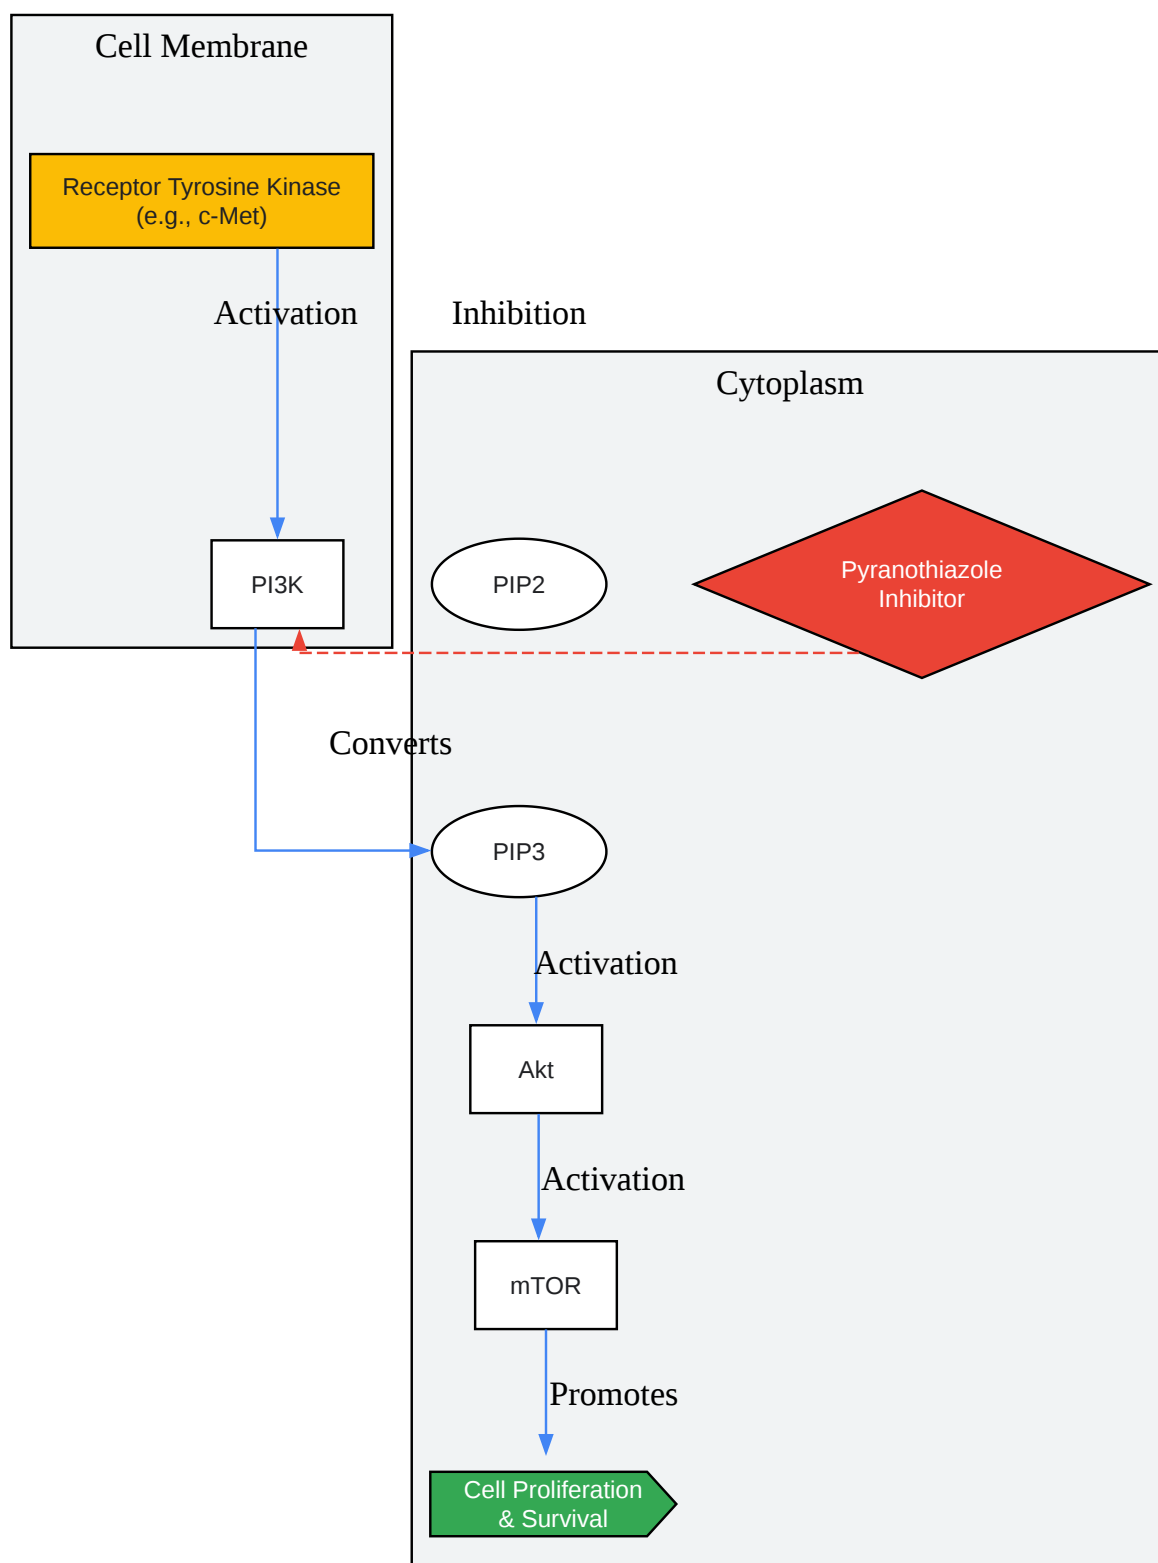 Cell Membrane
Receptor Tyrosine Kinase
(e.g., c-Met)
Activation
Inhibition
Cytoplasm
PI3K
PIP2
Pyranothiazole
Inhibitor
Converts
PIP3
Activation
Akt
Activation
mTOR
Promotes
Cell Proliferation
& Survival